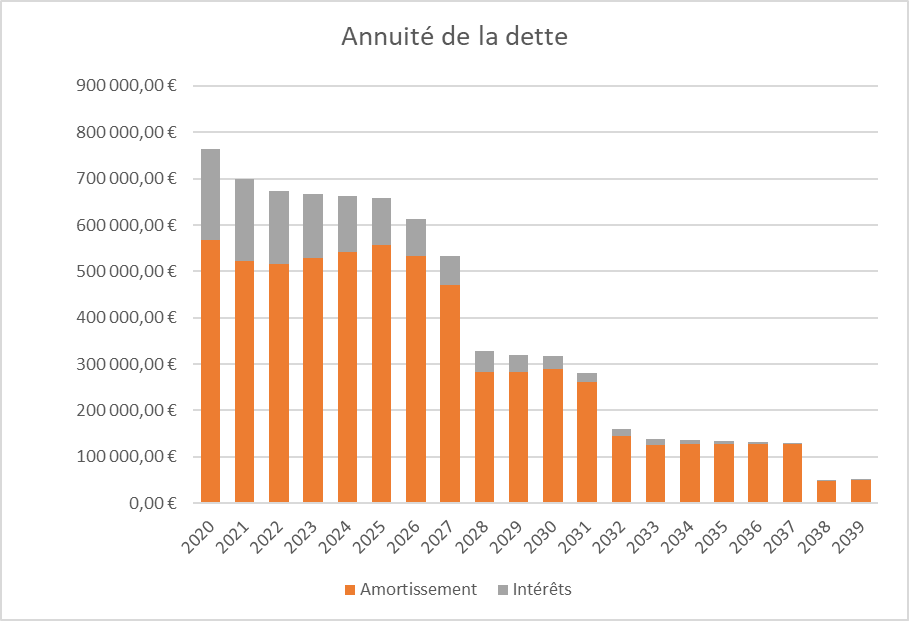 Annuité de la dette
900 000,00 €
800 000,00 €
700 000,00 €
600 000,00 €
500 000,00 €
400 000,00 €
300 000,00 €
200 000,00 €
100 000,00 €
0,00 €
2020 2021 2022 2023 2024 2025 2026 2027 2028 2029 2030 2031 2032 2033 2034 2035 2036 2037 2038 2039
Amortissement Intérêts